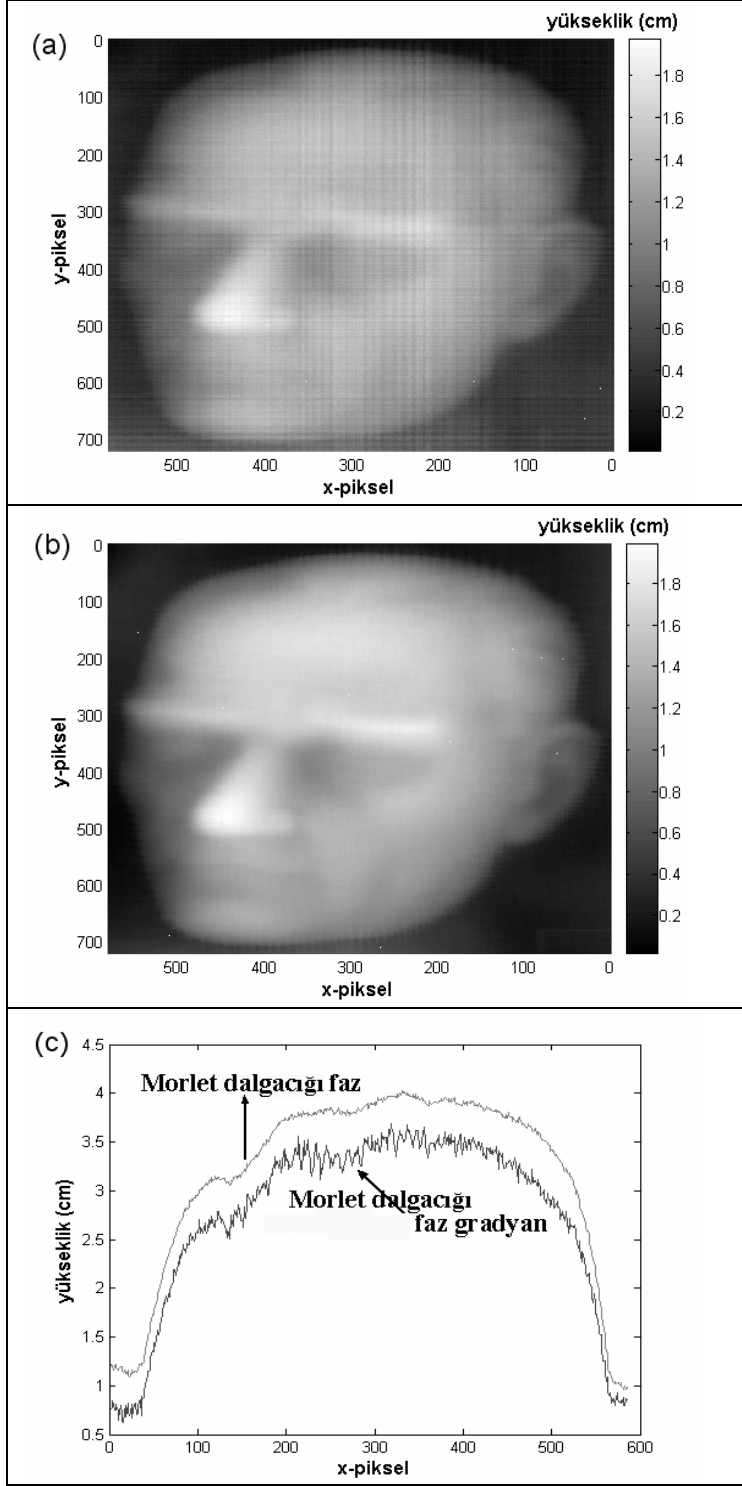 (a)
yükseklik (cm)
0
100
200
300
400
500
600
700
y-piksel
500 400 300 200 100 0
x-piksel
1.8
1.6
1.4
1.2
1
0.8
0.6
0.4
0.2
(b)
yükseklik (cm)
0
100
200
300
400
500
600
700
y-piksel
500 400 300 200 100 0
x-piksel
1.8
1.6
1.4
1.2
1
0.8
0.6
0.4
0.2
(c)
4.5
4
3.5
3
2.5
2
1.5
1
0.5
yükseklik (cm)
Morlet dalgacığı faz
Morlet dalgacığı
faz gradyan
0 100 200 300 400 500 600
x-piksel